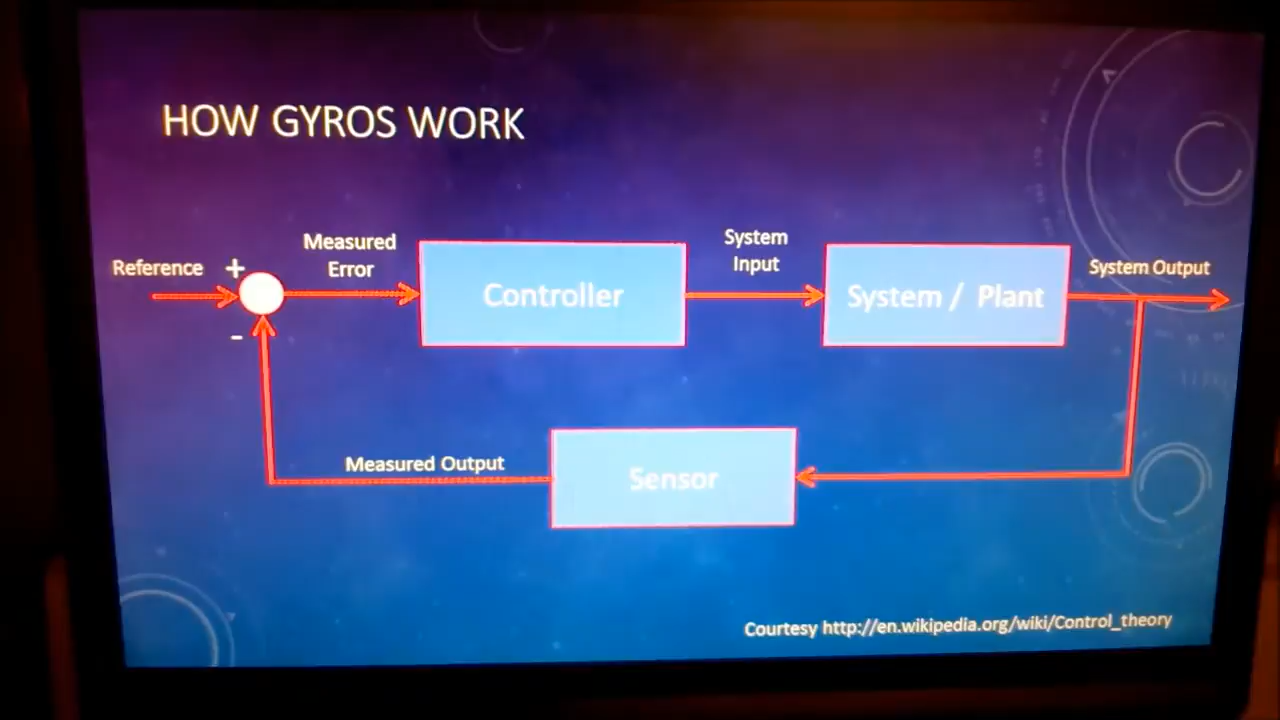 HOW GYROS WORK
Reference
+
-
Measured
Error
Controller
System
Input
System / Plant
System Output
Measured Output
Sensor
Courtesy http://en.wikipedia.org/wiki/Control_theory